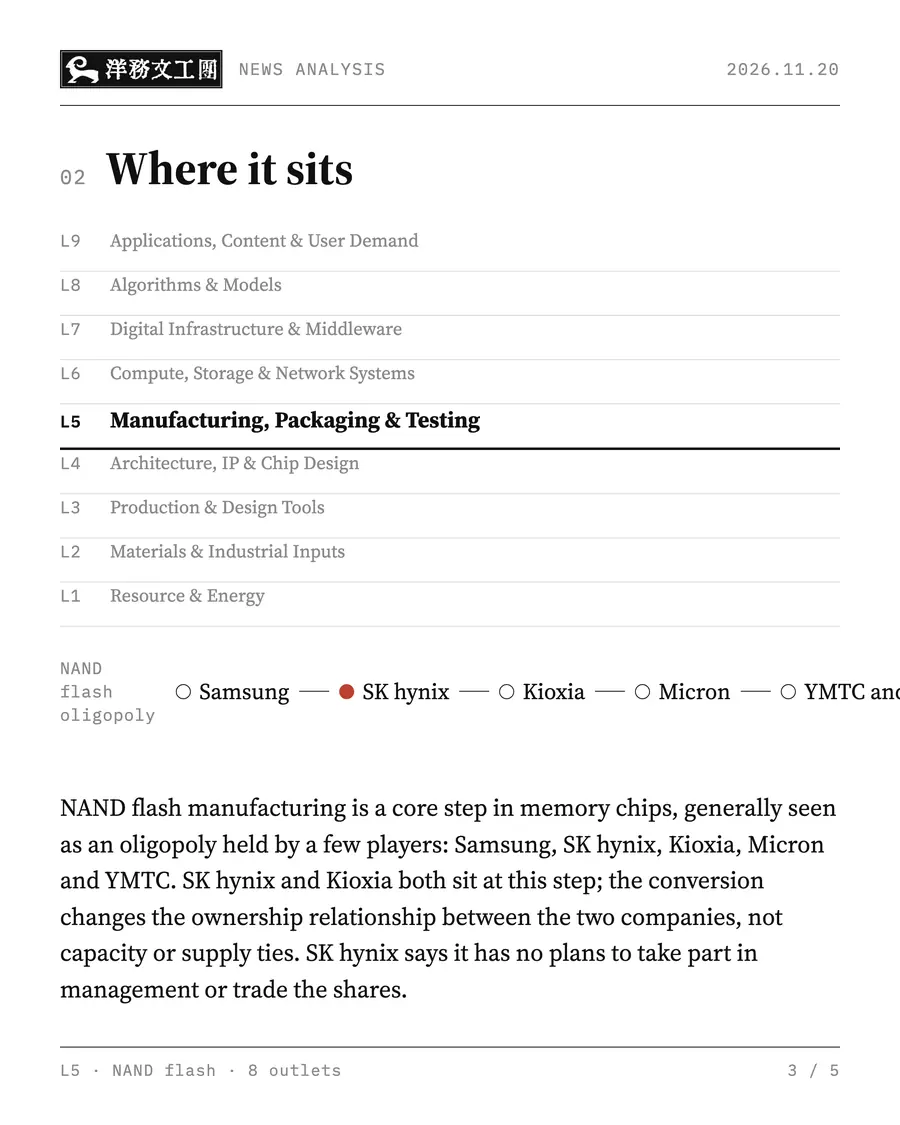 洋務文工團 NEWS ANALYSIS 2026.11.20
02 Where it sits
L9 Applications, Content & User Demand
L8 Algorithms & Models
L7 Digital Infrastructure & Middleware
L6 Compute, Storage & Network Systems
L5 Manufacturing, Packaging & Testing
L4 Architecture, IP & Chip Design
L3 Production & Design Tools
L2 Materials & Industrial Inputs
L1 Resource & Energy
NAND
flash
oligopoly
Samsung — SK hynix — Kioxia — Micron — YMTC
NAND flash manufacturing is a core step in memory chips, generally seen
as an oligopoly held by a few players: Samsung, SK hynix, Kioxia, Micron
and YMTC. SK hynix and Kioxia both sit at this step; the conversion
changes the ownership relationship between the two companies, not
capacity or supply ties. SK hynix says it has no plans to take part in
management or trade the shares.
L5 · NAND flash · 8 outlets 3 / 5